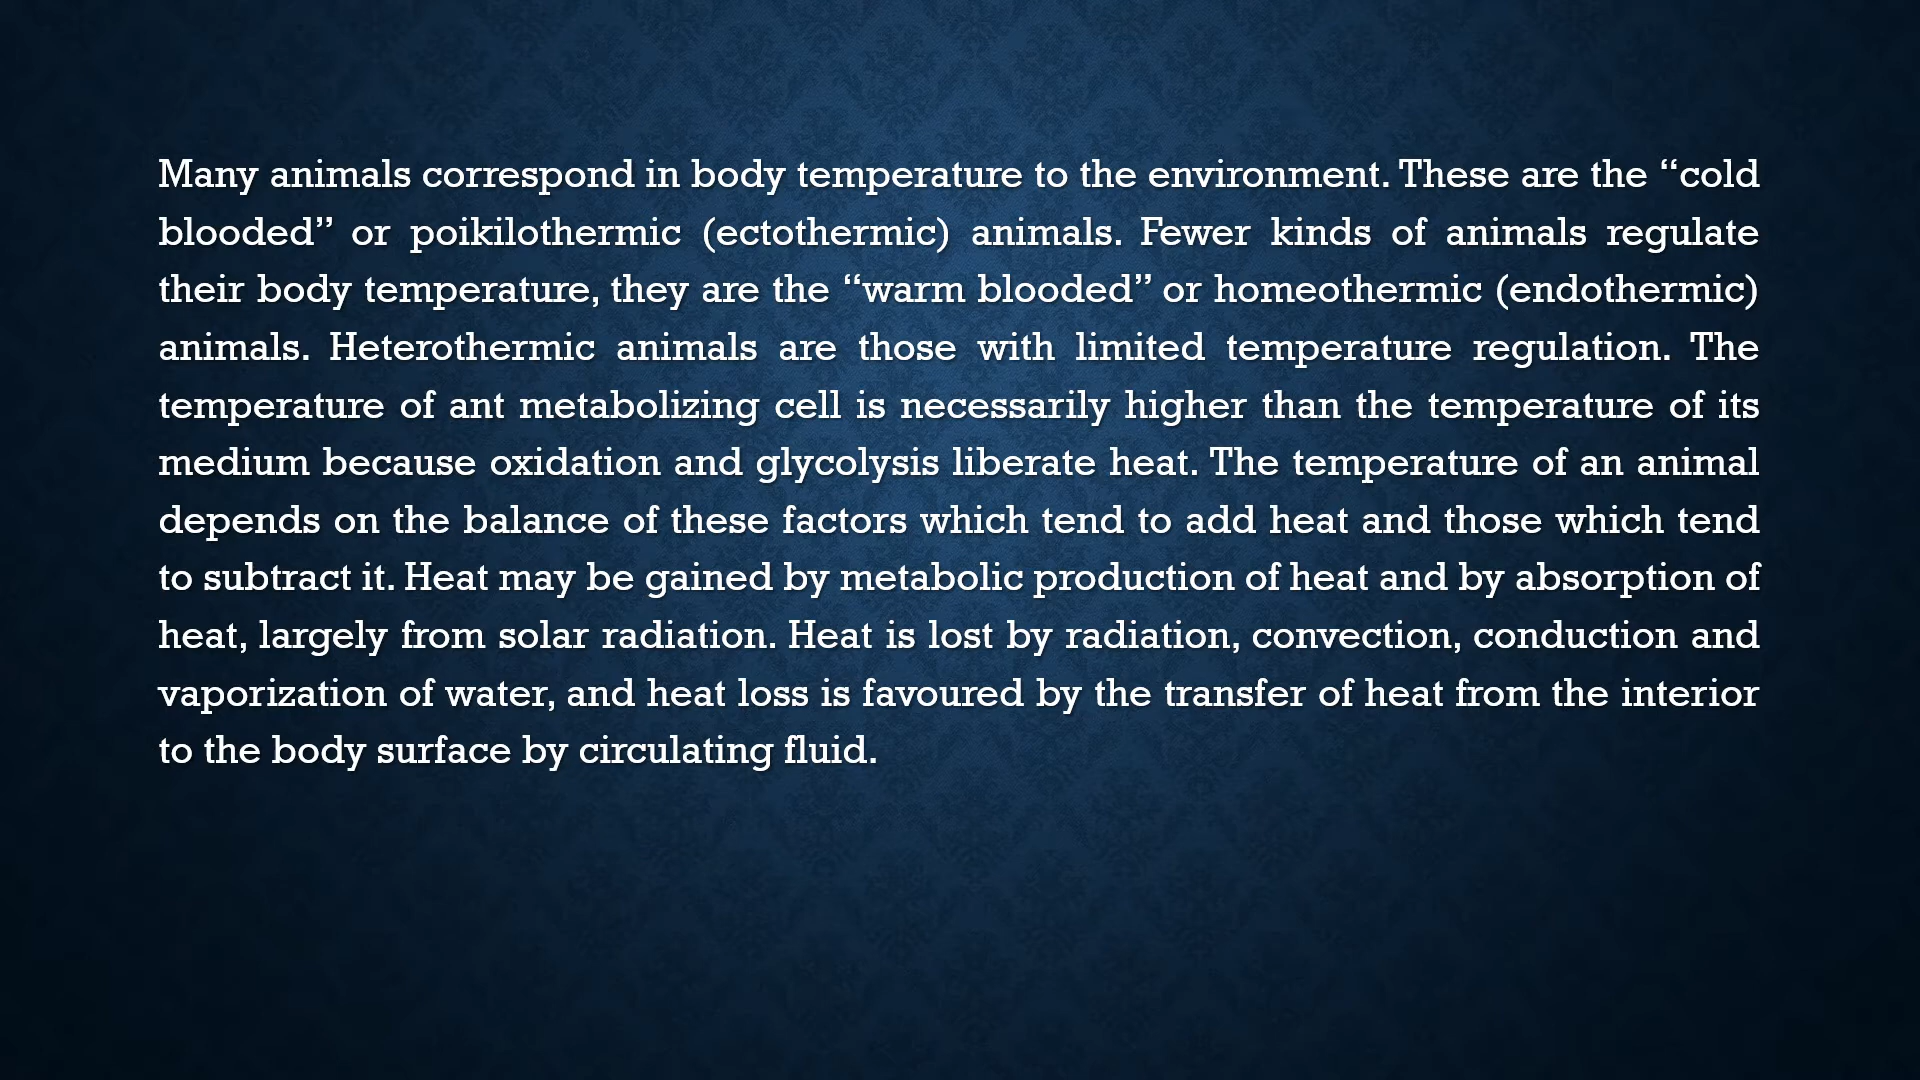 Many animals correspond in body temperature to the environment. These are the “cold
blooded” or poikilothermic (ectothermic) animals. Fewer kinds of animals regulate
their body temperature, they are the “warm blooded” or homeothermic (endothermic)
animals. Heterothermic animals are those with limited temperature regulation. The
temperature of ant metabolizing cell is necessarily higher than the temperature of its
medium because oxidation and glycolysis liberate heat. The temperature of an animal
depends on the balance of these factors which tend to add heat and those which tend
to subtract it. Heat may be gained by metabolic production of heat and by absorption of
heat, largely from solar radiation. Heat is lost by radiation, convection, conduction and
vaporization of water, and heat loss is favoured by the transfer of heat from the interior
to the body surface by circulating fluid.